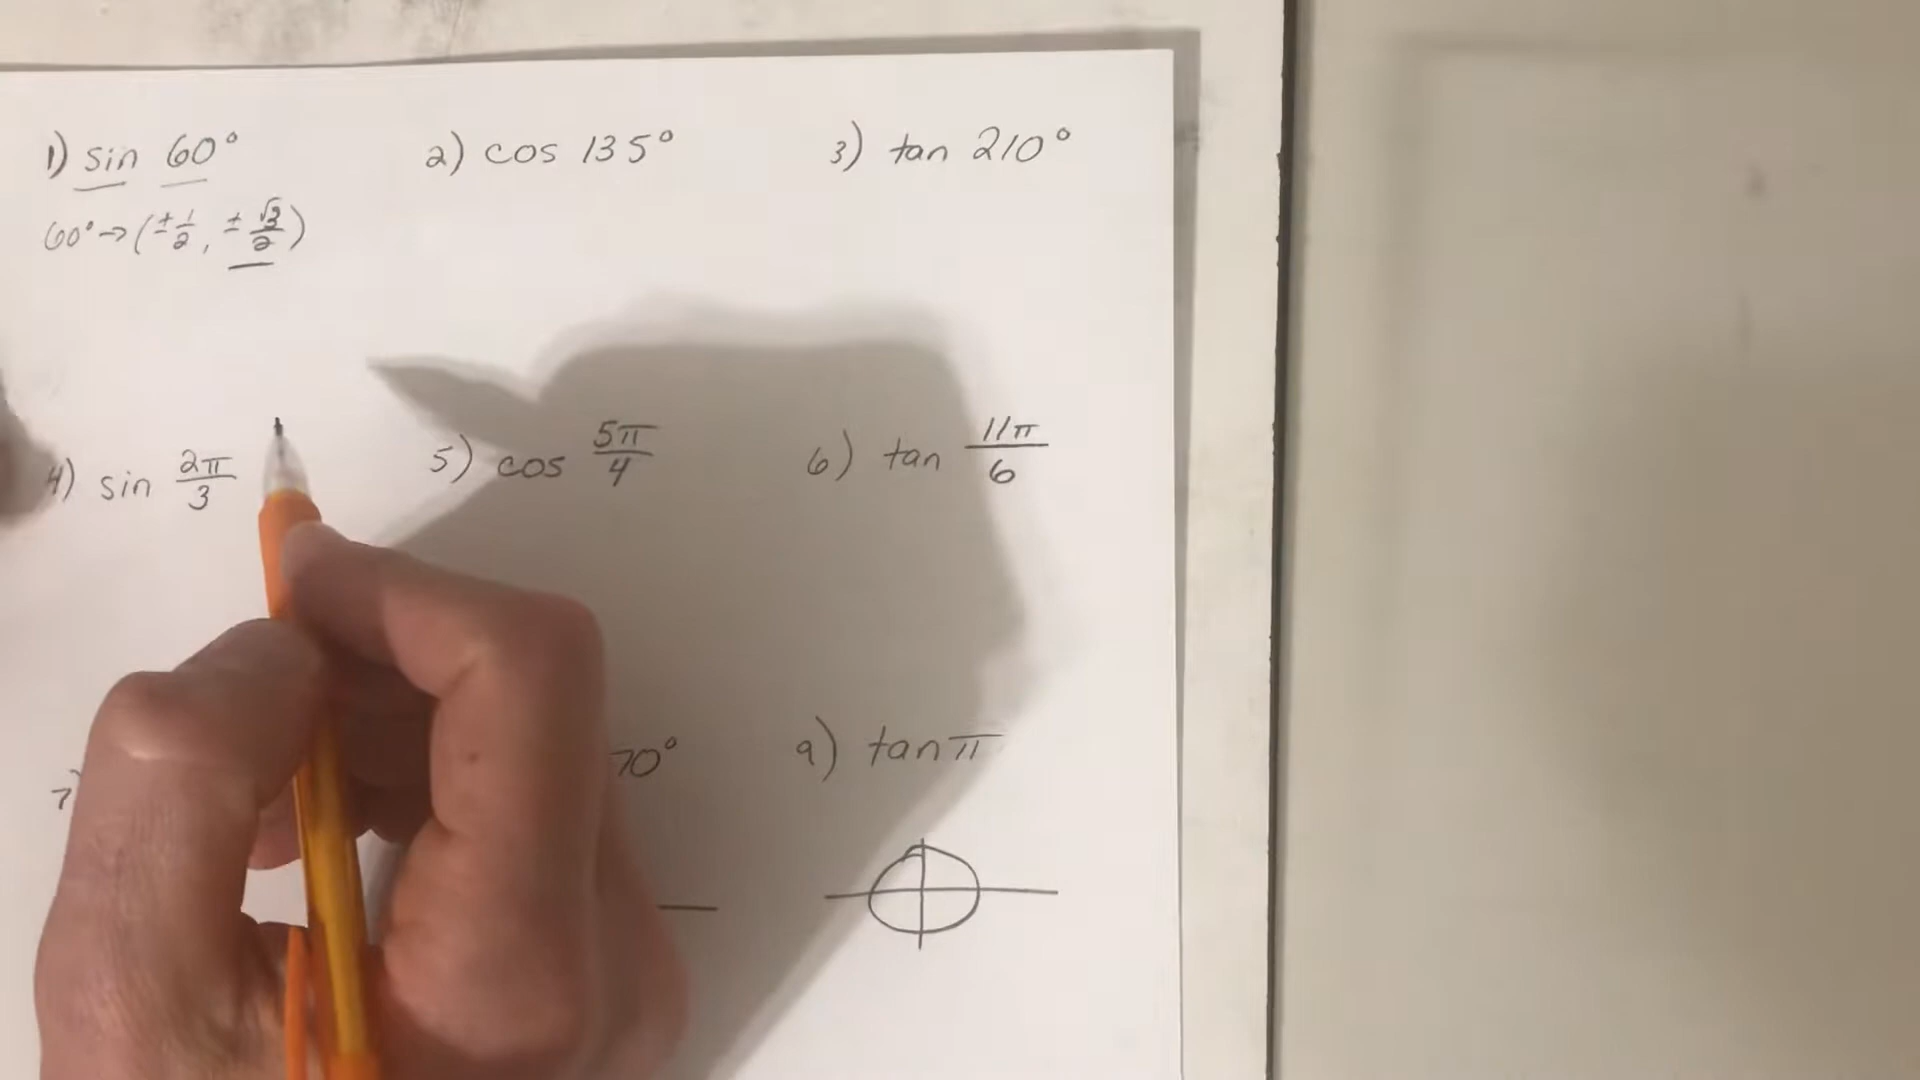 1) sin 60°
2) cos 135°
3) tan 210°
60° → (± 1/2, ± √3/2)
4) sin 2π/3
5) cos 5π/4
6) tan 11π/6
7)
70°
9) tan π